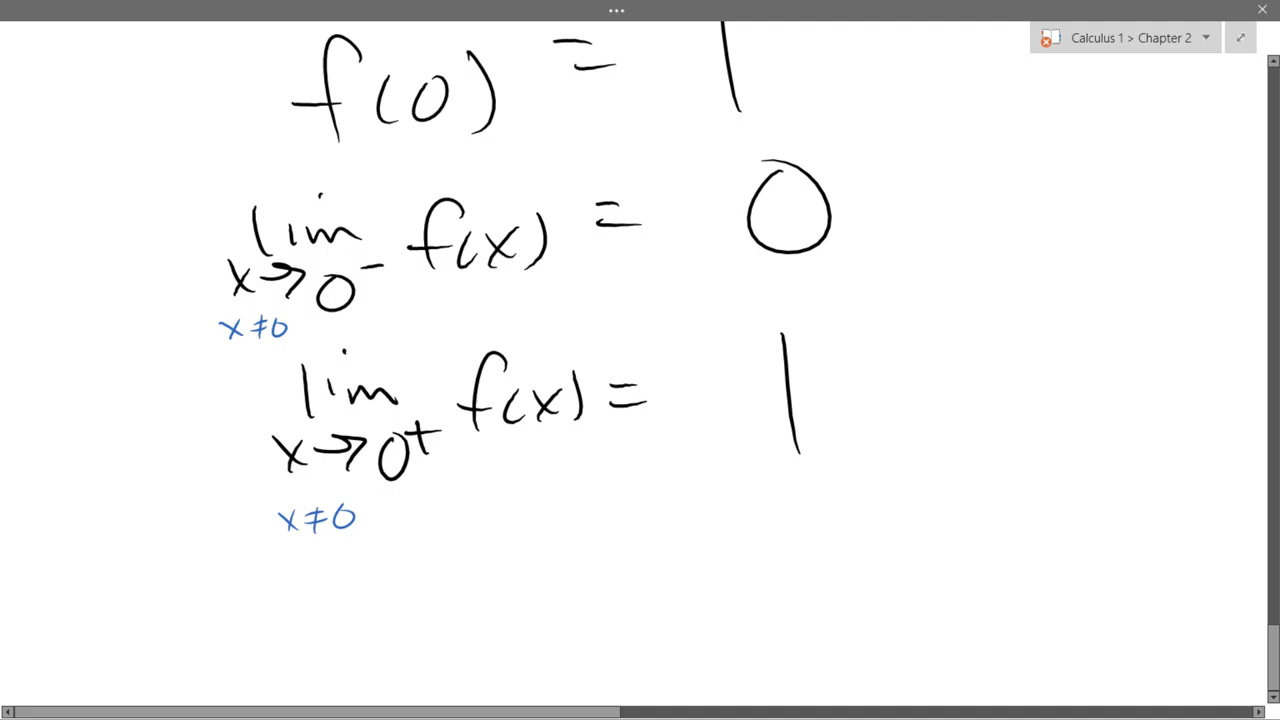 Calculus 1 > Chapter 2
f(0) = 1
lim f(x) = 0
x→0⁻
x≠0
lim f(x) = 1
x→0⁺
x≠0